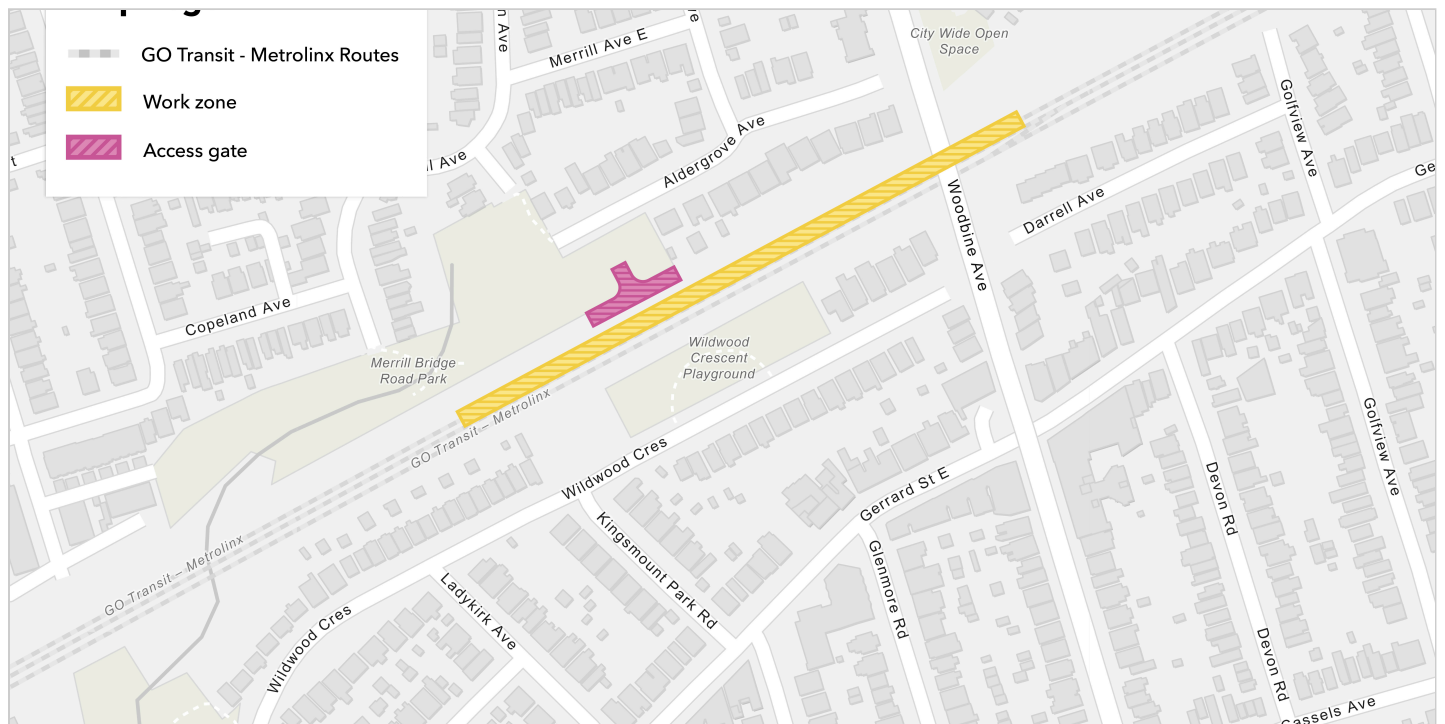 GO Transit - Metrolinx Routes
Work zone
Access gate
Merrill Ave E
City Wide Open
Space
Aldergrove Ave
Golfview Ave
Darrell Ave
Woodbine Ave
Copeland Ave
Merrill Bridge
Road Park
Wildwood
Crescent
Playground
GO Transit – Metrolinx
Wildwood Cres
Gerrard St E
Golfview Ave
Devon Rd
Kingsmount Park Rd
Glenmore Rd
GO Transit – Metrolinx
Ladykirk Ave
Wildwood Cres
Devon Rd
Cassels Ave